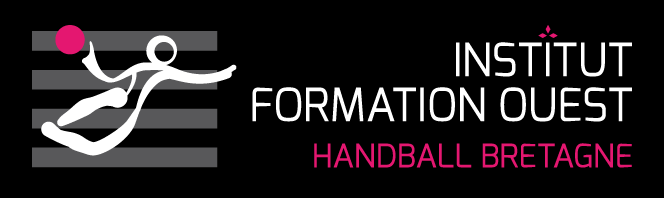 INSTITUT
FORMATION OUEST
HANDBALL BRETAGNE